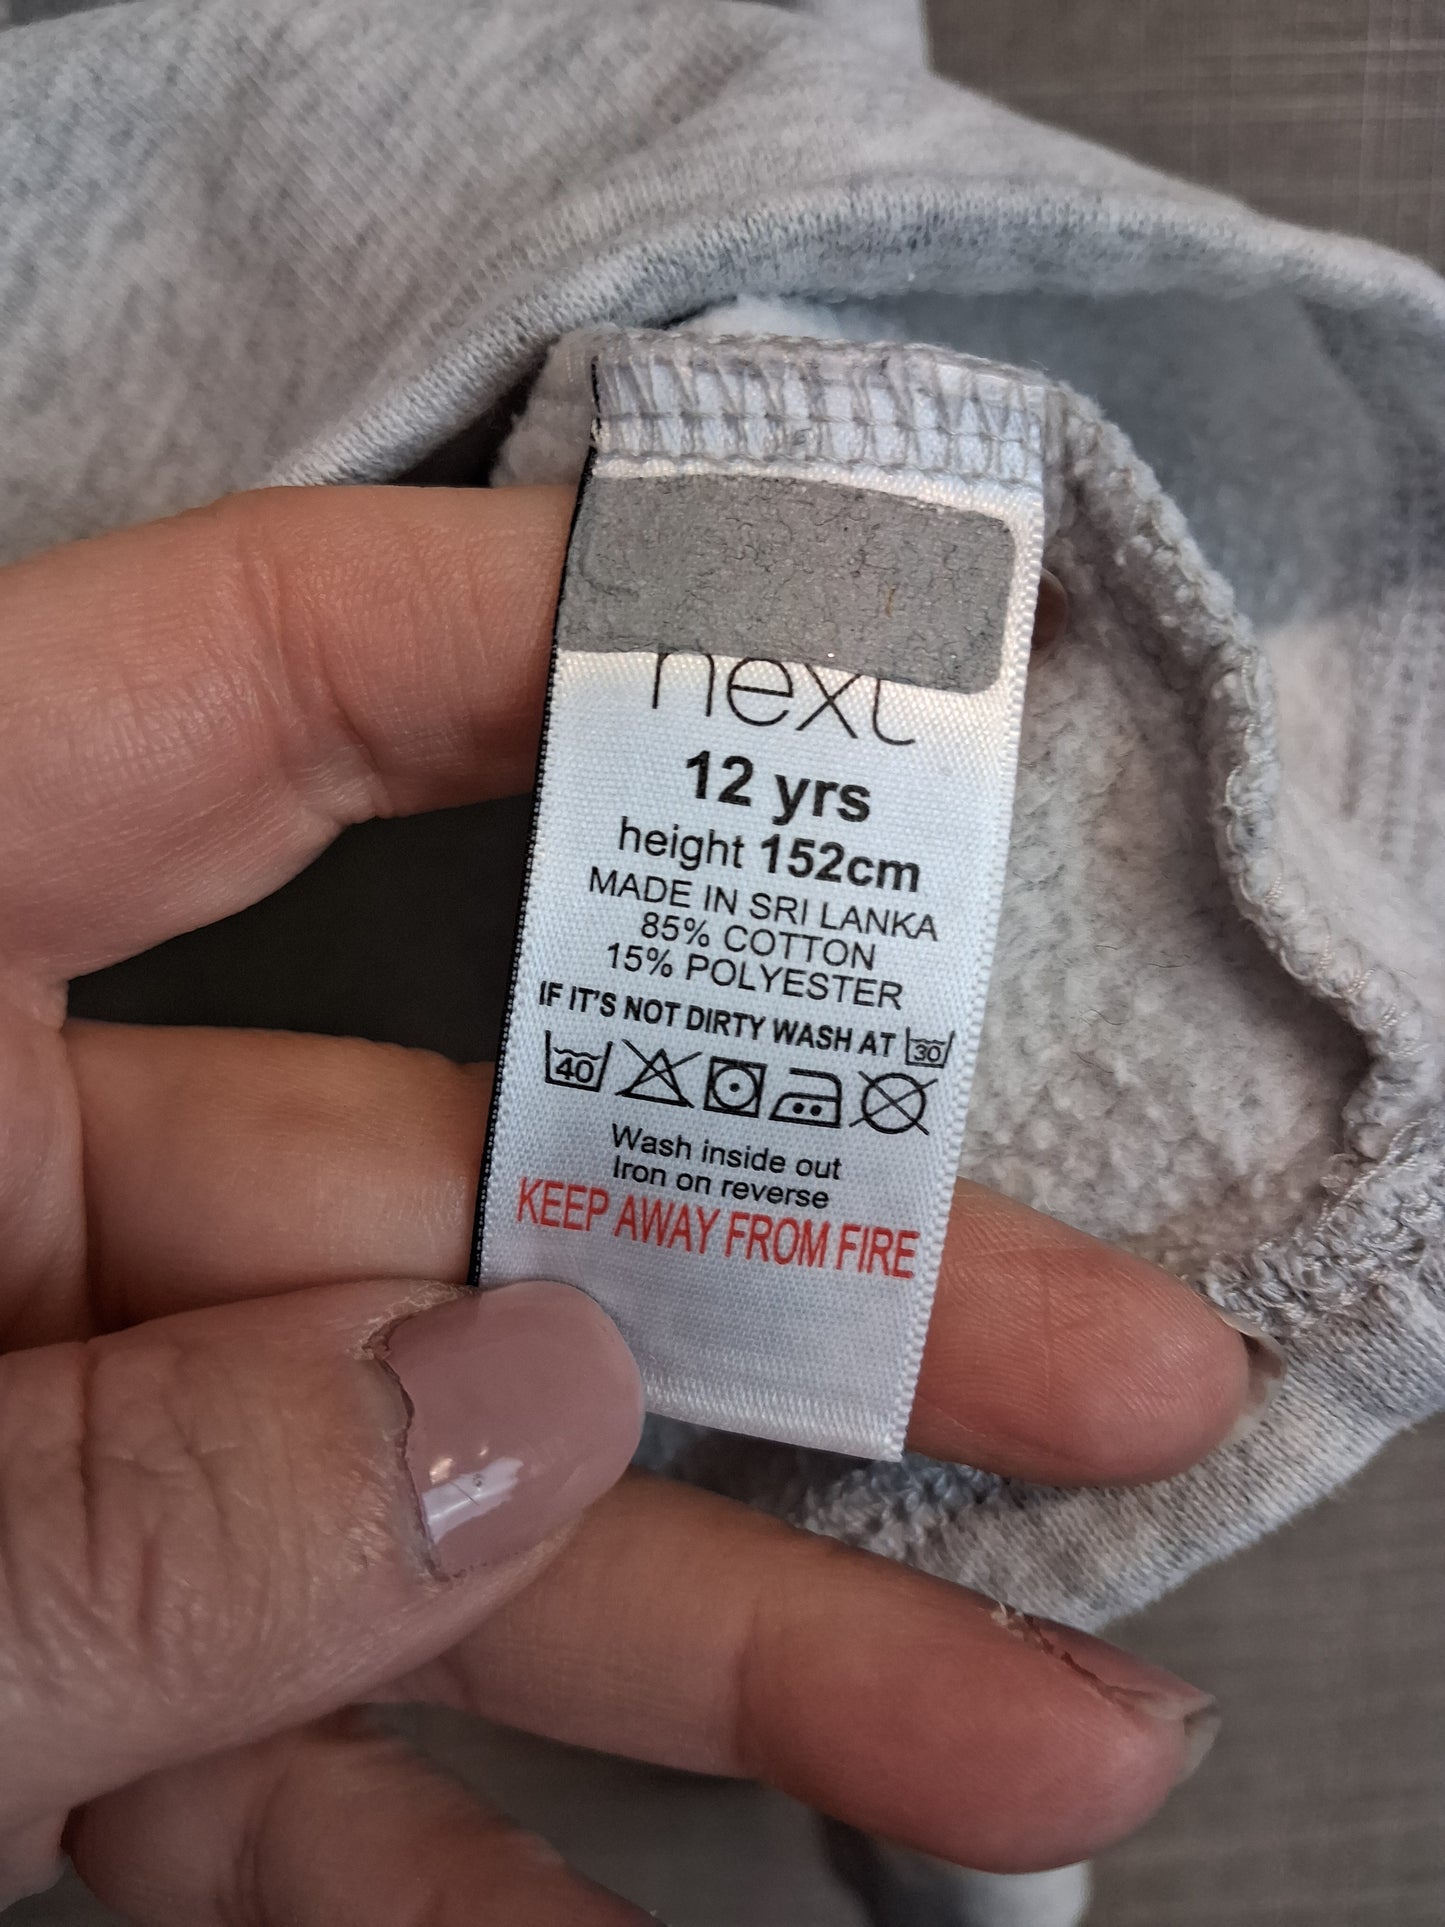 next
12 yrs
height 152cm
MADE IN SRI LANKA
85% COTTON
15% POLYESTER
IF IT'S NOT DIRTY WASH AT 30
40
Wash inside out
Iron on reverse
KEEP AWAY FROM FIRE